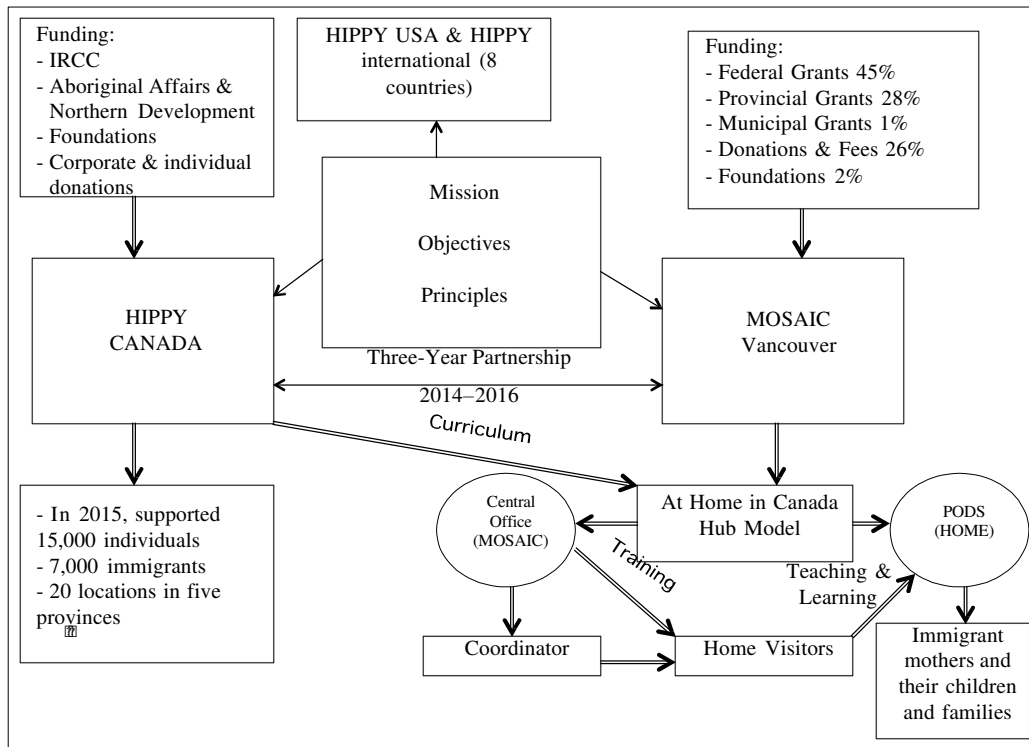 Funding:
- IRCC
- Aboriginal Affairs &
Northern Development
- Foundations
- Corporate & individual
donations
HIPPY USA & HIPPY
international (8
countries)
Funding:
- Federal Grants 45%
- Provincial Grants 28%
- Municipal Grants 1%
- Donations & Fees 26%
- Foundations 2%
Mission
Objectives
Principles
HIPPY
CANADA
MOSAIC
Vancouver
Three-Year Partnership
2014–2016
Curriculum
- In 2015, supported
15,000 individuals
- 7,000 immigrants
- 20 locations in five
provinces
Central
Office
(MOSAIC)
At Home in Canada
Hub Model
PODS
(HOME)
Training
Teaching &
Learning
Coordinator
Home Visitors
Immigrant
mothers and
their children
and families